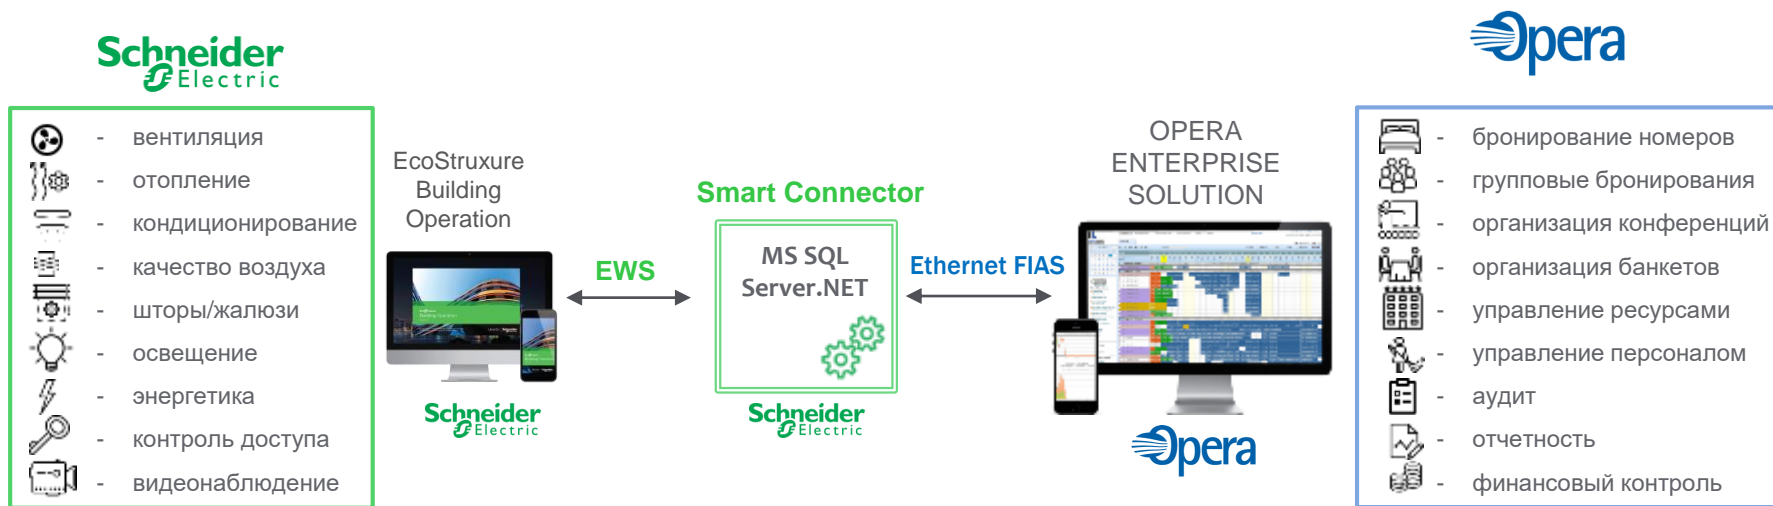 Schneider
Electric
- вентиляция
- отопление
- кондиционирование
- качество воздуха
- шторы/жалюзи
- освещение
- энергетика
- контроль доступа
- видеонаблюдение
EcoStruxure
Building
Operation
Schneider
Electric
EWS
Smart Connector
MS SQL
Server.NET
Schneider
Electric
Ethernet FIAS
OPERA
ENTERPRISE
SOLUTION
Opera
Opera
- бронирование номеров
- групповые бронирования
- организация конференций
- организация банкетов
- управление ресурсами
- управление персоналом
- аудит
- отчетность
- финансовый контроль